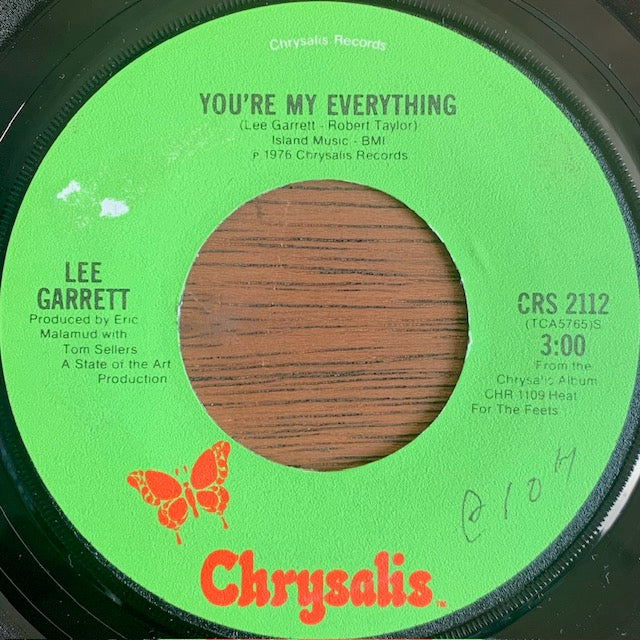 Chrysalis Records
YOU'RE MY EVERYTHING
(Lee Garrett - Robert Taylor)
Island Music - BMI
℗ 1976 Chrysalis Records
LEE
GARRETT
Produced by Eric
Malamud with
Tom Sellers
A State of the Art
Production
CRS 2112
(TCA5765)S
3:00
From the
Chrysalis Album
CHR 1109 Heat
For The Feets
Chrysalis™